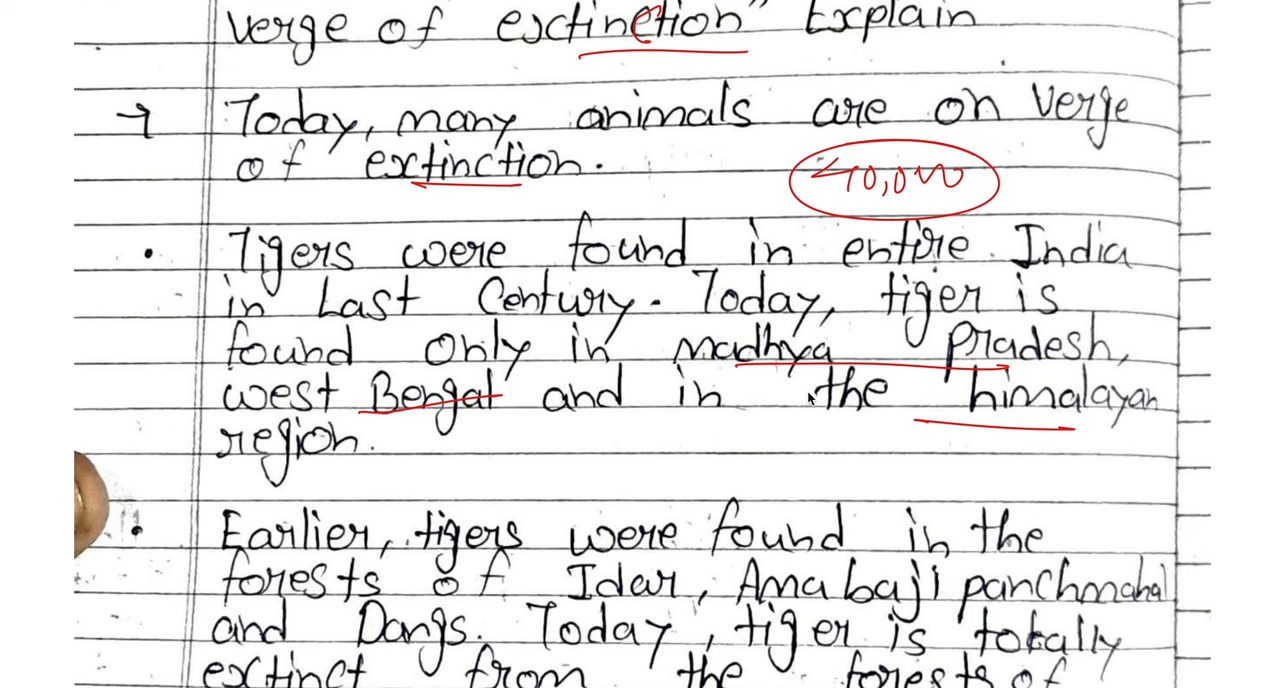 verge of exctinction" Explain
→ Today, many animals are on verge
of extinction.
40,000
• Tigers were found in entire India
in Last Century. Today, tiger is
found only in madhya pradesh,
west Bengal and in the himalayan
region.
• Earlier, tigers were found in the
forests of Idar, Amabaji panchmahal
and Dangs. Today, tiger is totally
exctinct from the forests of